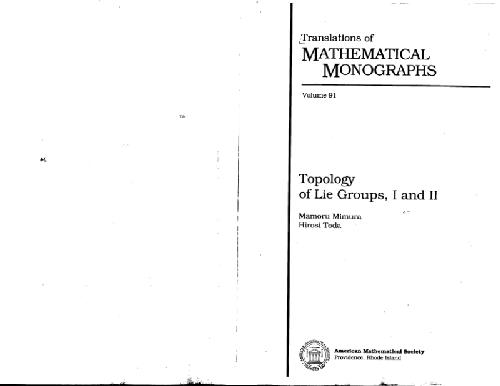 Translations of
MATHEMATICAL
MONOGRAPHS
Volume 91
Topology
of Lie Groups, I and II
Mamoru Mimura
Hirosi Toda
American Mathematical Society
Providence, Rhode Island